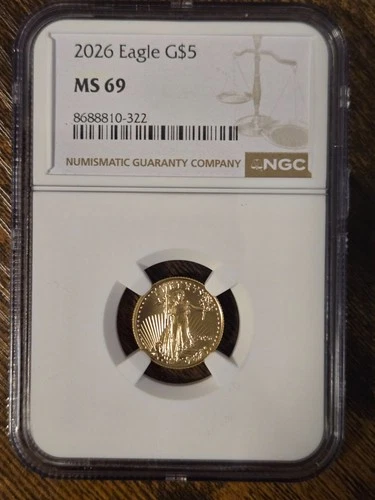 2026 Eagle G$5
MS 69
8688810-322
NUMISMATIC GUARANTY COMPANY NGC